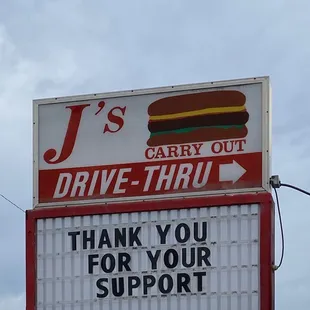 J's
CARRY OUT
DRIVE-THRU →
THANK YOU
FOR YOUR
SUPPORT